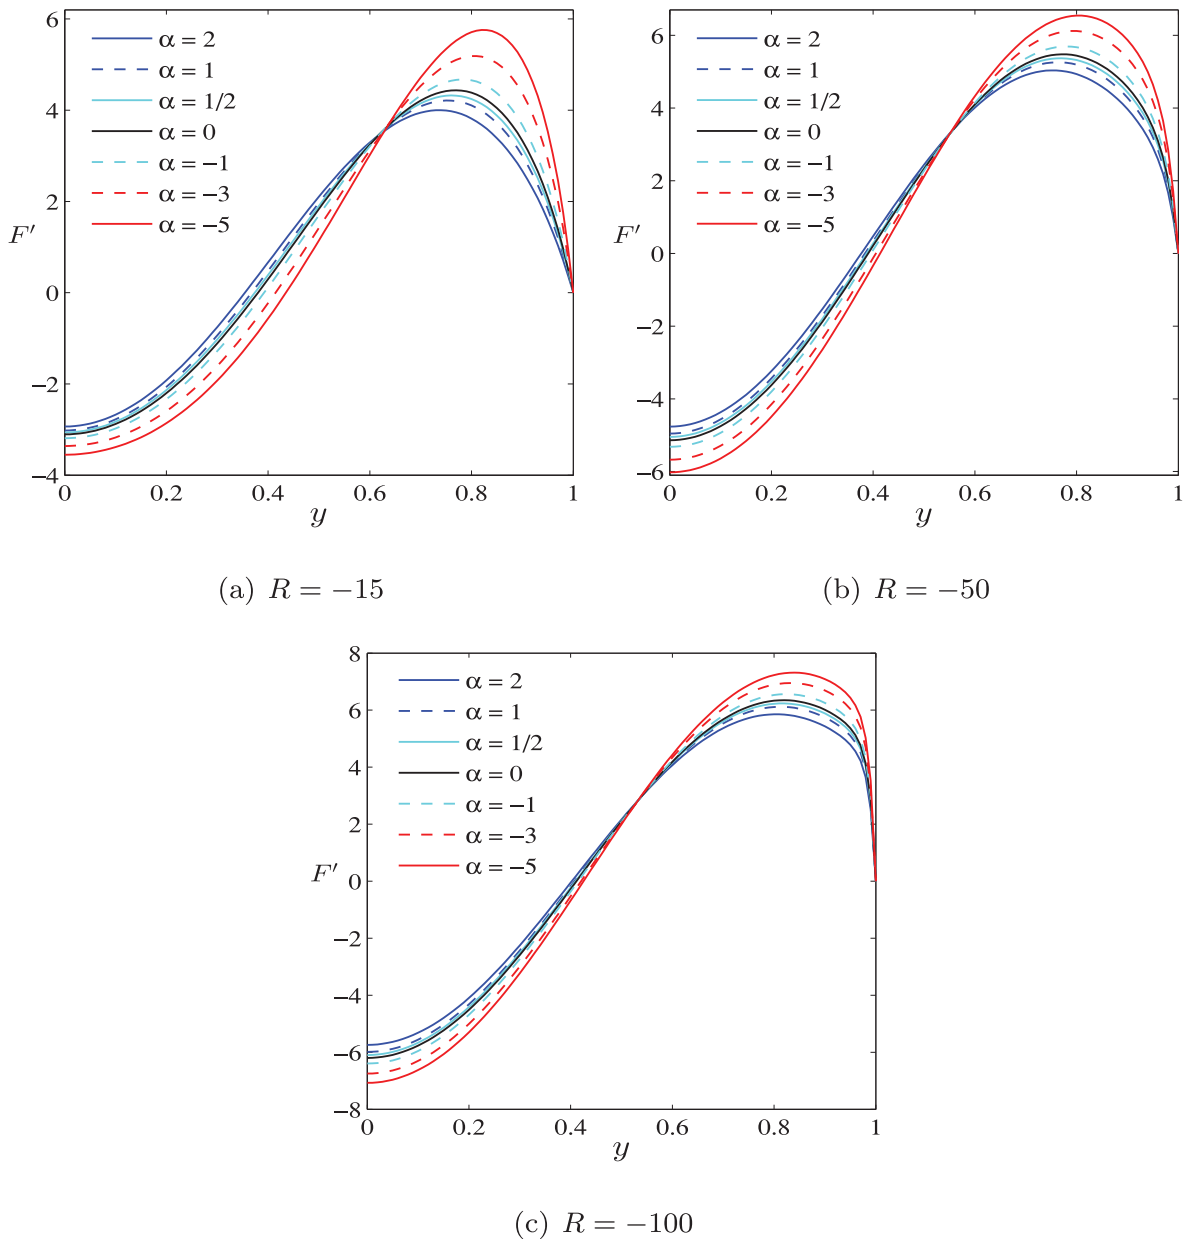 6
4
2
0
−2
−4
F′
α = 2
α = 1
α = 1/2
α = 0
α = −1
α = −3
α = −5
0 0.2 0.4 0.6 0.8 1
y
(a) R = −15
6
4
2
0
−2
−4
−6
F′
α = 2
α = 1
α = 1/2
α = 0
α = −1
α = −3
α = −5
0 0.2 0.4 0.6 0.8 1
y
(b) R = −50
8
6
4
2
0
−2
−4
−6
−8
F′
α = 2
α = 1
α = 1/2
α = 0
α = −1
α = −3
α = −5
0 0.2 0.4 0.6 0.8 1
y
(c) R = −100